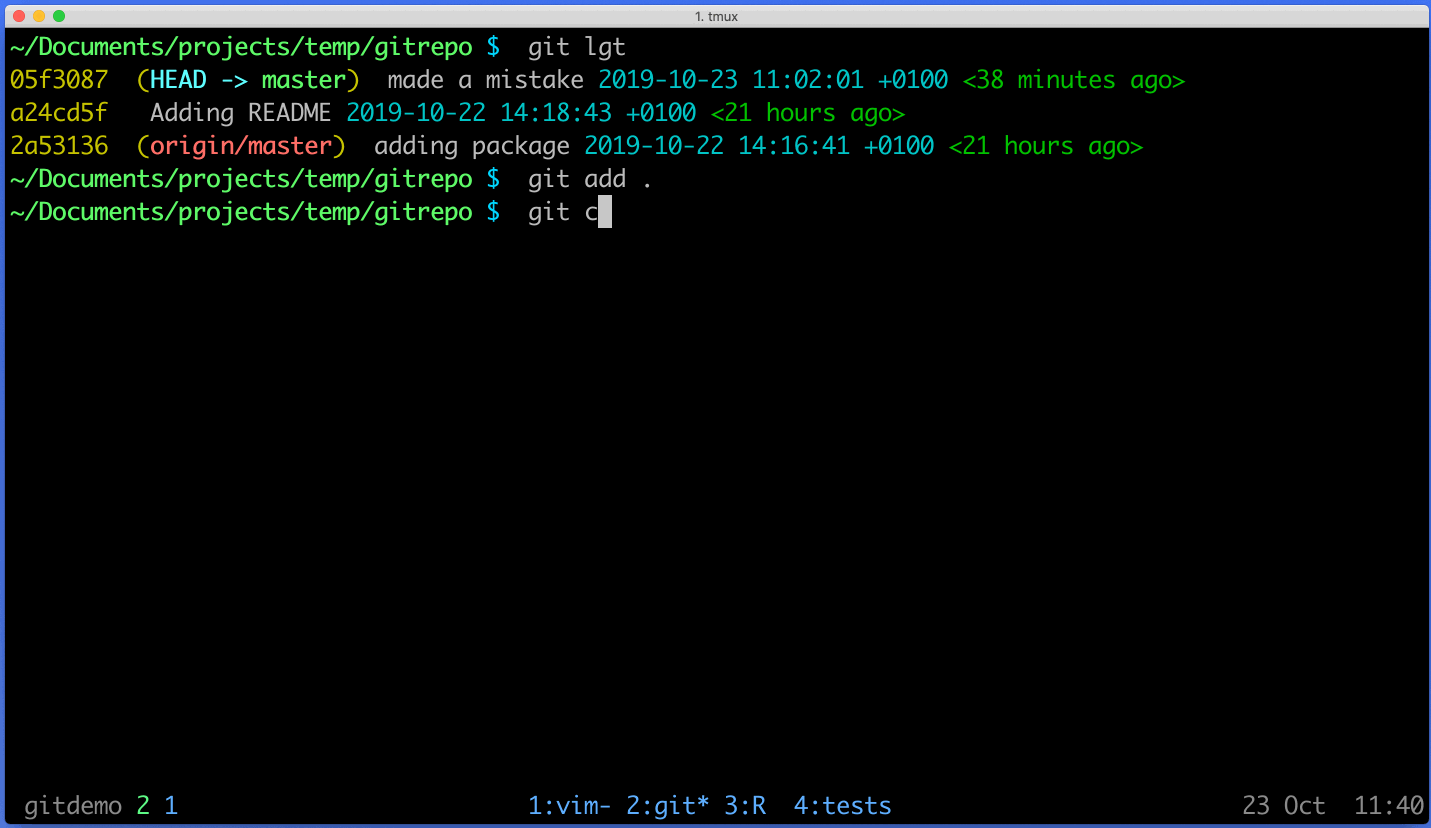 1. tmux
~/Documents/projects/temp/gitrepo $  git lgt
05f3087  (HEAD -> master)  made a mistake 2019-10-23 11:02:01 +0100 <38 minutes ago>
a24cd5f   Adding README 2019-10-22 14:18:43 +0100 <21 hours ago>
2a53136  (origin/master)  adding package 2019-10-22 14:16:41 +0100 <21 hours ago>
~/Documents/projects/temp/gitrepo $  git add .
~/Documents/projects/temp/gitrepo $  git c
gitdemo 2 1 1:vim- 2:git* 3:R  4:tests 23 Oct  11:40